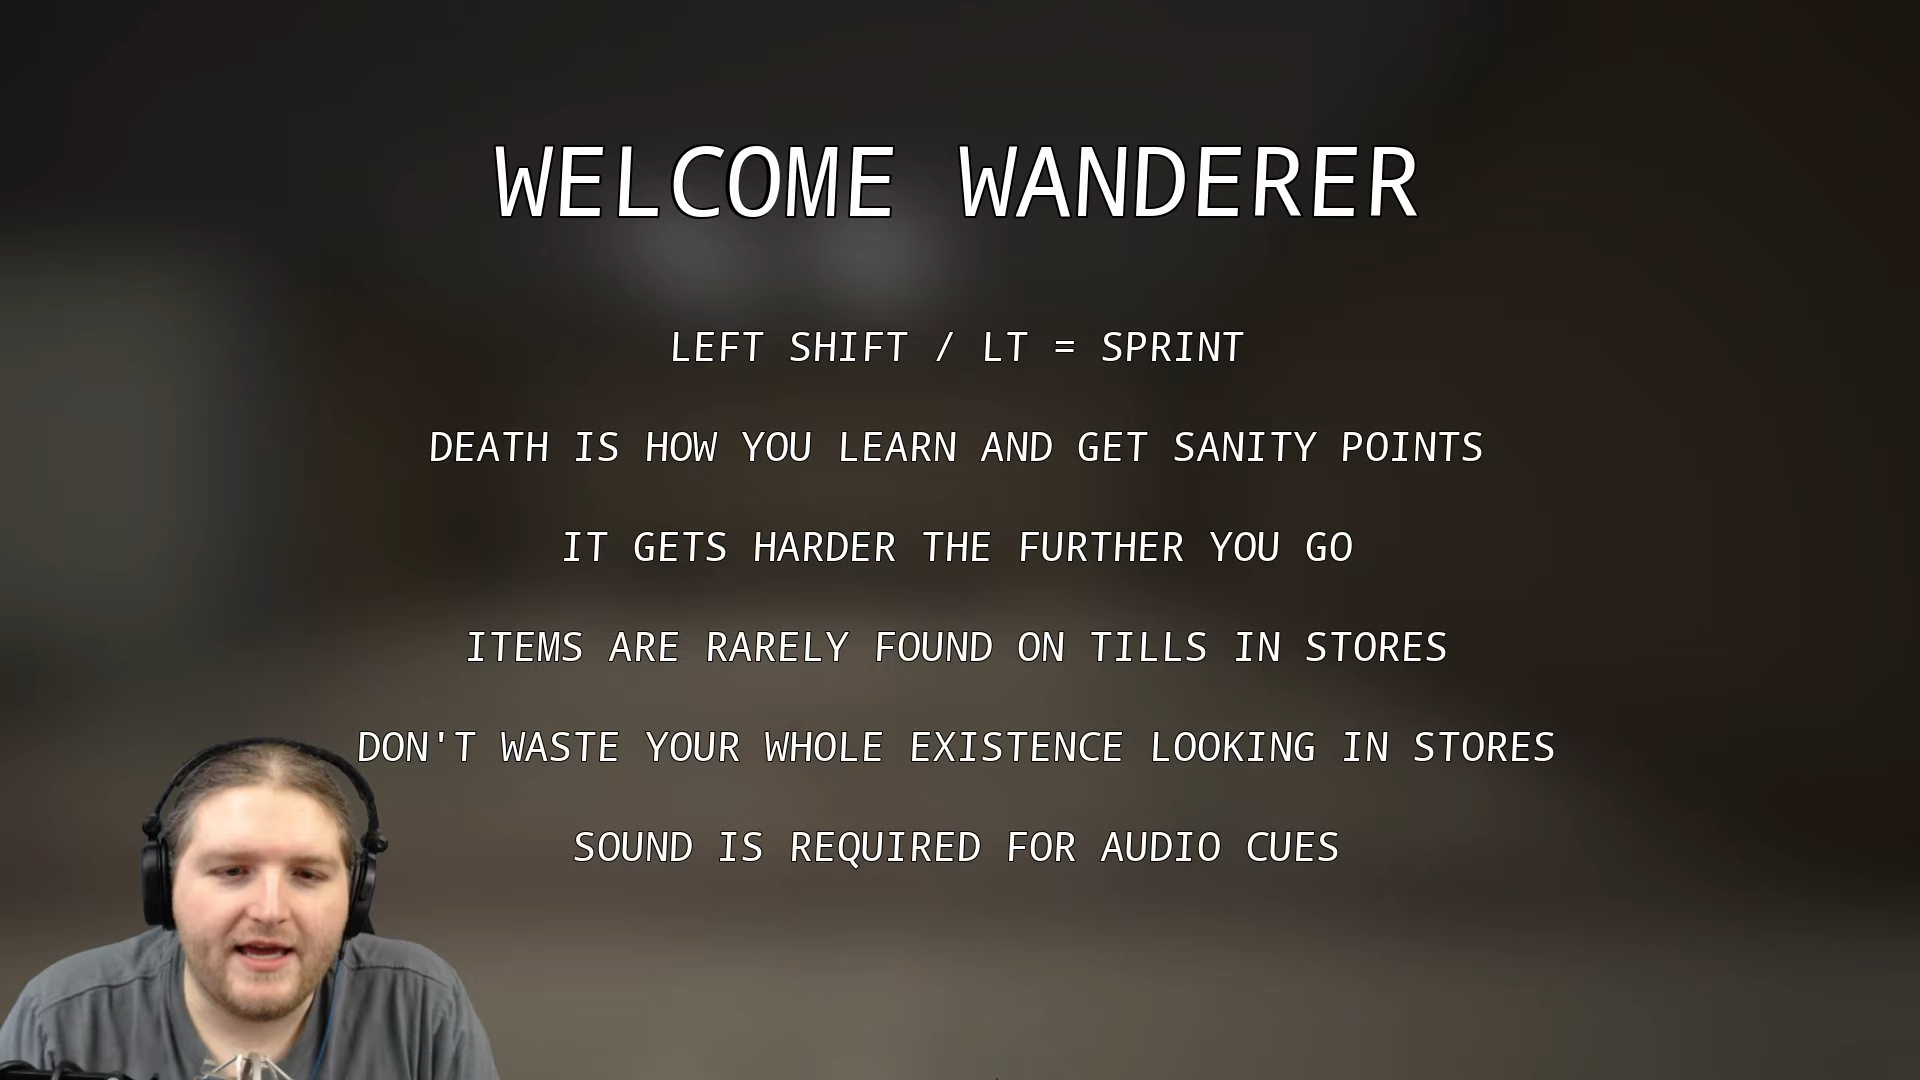 WELCOME WANDERER
LEFT SHIFT / LT = SPRINT
DEATH IS HOW YOU LEARN AND GET SANITY POINTS
IT GETS HARDER THE FURTHER YOU GO
ITEMS ARE RARELY FOUND ON TILLS IN STORES
DON'T WASTE YOUR WHOLE EXISTENCE LOOKING IN STORES
SOUND IS REQUIRED FOR AUDIO CUES